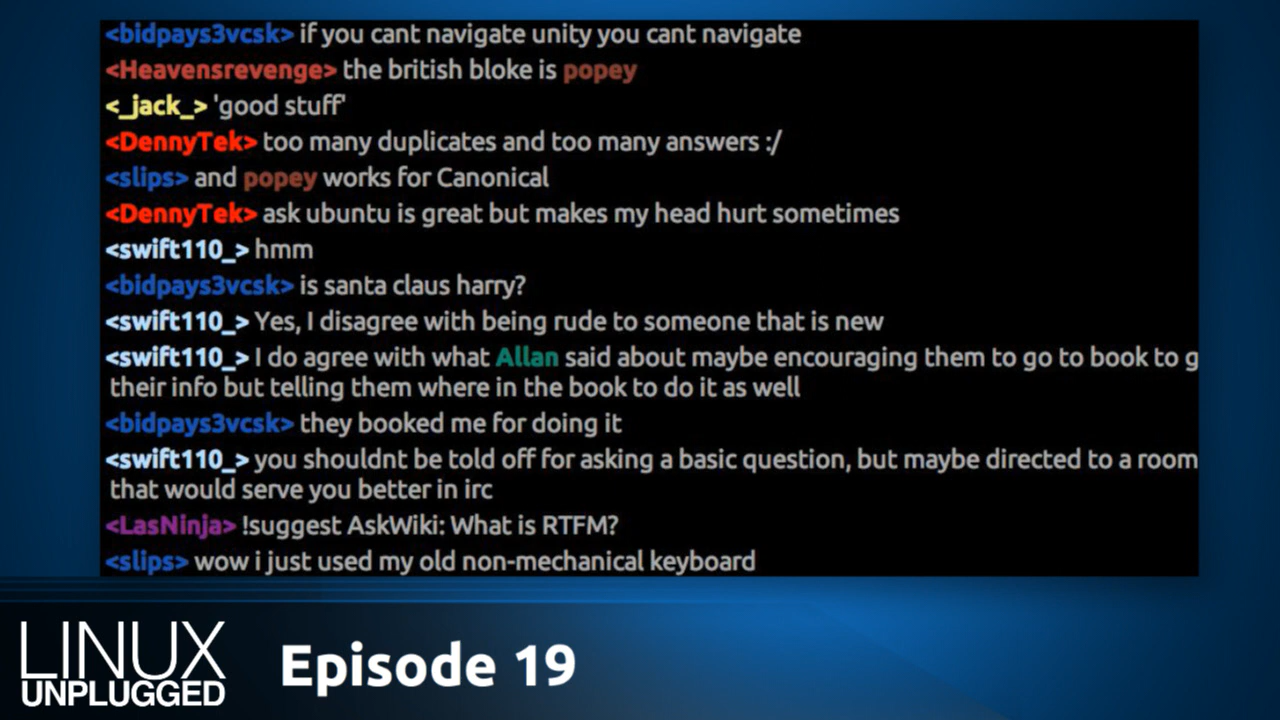 <bidpays3vcsk> if you cant navigate unity you cant navigate
<Heavensrevenge> the british bloke is popey
<_jack_> 'good stuff'
<DennyTek> too many duplicates and too many answers :/
<slips> and popey works for Canonical
<DennyTek> ask ubuntu is great but makes my head hurt sometimes
<swift110_> hmm
<bidpays3vcsk> is santa claus harry?
<swift110_> Yes, I disagree with being rude to someone that is new
<swift110_> I do agree with what Allan said about maybe encouraging them to go to book to g
their info but telling them where in the book to do it as well
<bidpays3vcsk> they booked me for doing it
<swift110_> you shouldnt be told off for asking a basic question, but maybe directed to a room
that would serve you better in irc
<LasNinja> !suggest AskWiki: What is RTFM?
<slips> wow i just used my old non-mechanical keyboard
LINUX
UNPLUGGED
Episode 19